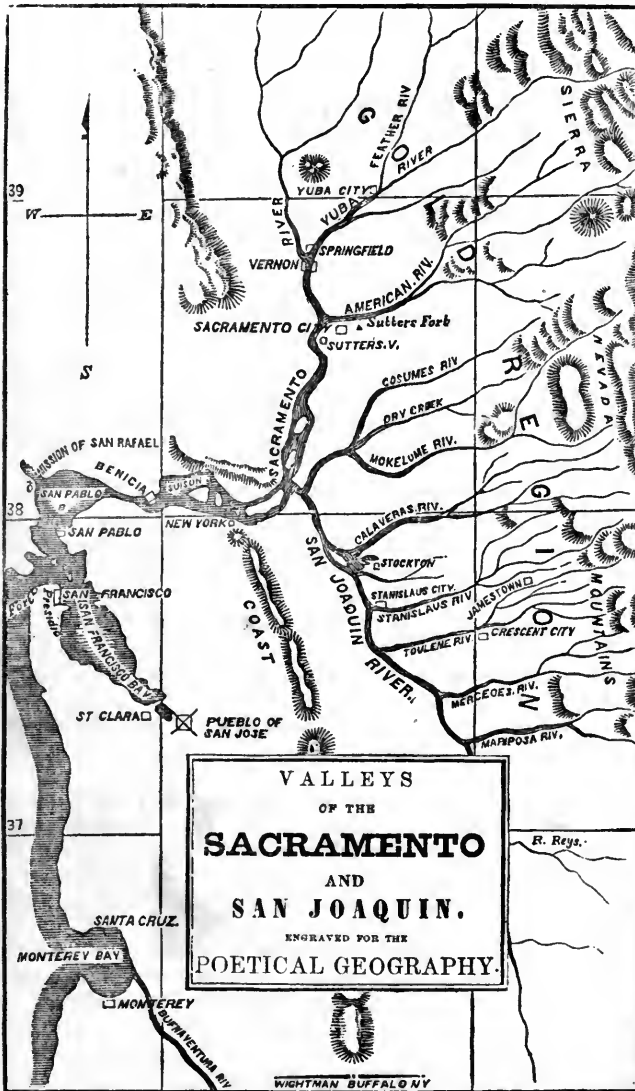 SIERRA
NEVADA
MOUNTAINS
GOLD REGION
FEATHER RIV
YUBA CITY
39
W
E
S
RIVER
YUBA RIVER
SPRINGFIELD
VERNON
AMERICAN. RIV.
SACRAMENTO CITY
Sutters Fort
SUTTERS. V.
SACRAMENTO
COSUMES RIV
DRY CREEK
MOKELUME RIV.
MISSION OF SAN RAFAEL
BENICIA
SUISON
SAN PABLO
B
38
NEW YORK
SAN PABLO
CALAVERAS. RIV.
STOCKTON
SAN JOAQUIN
RIVER.
COAST
STANISLAUS CITY.
STANISLAUS RIV
JAMESTOWN
CRESCENT CITY
TOULENE RIV.
Fort
Presidio
SAN FRANCISCO
SAN FRANCISCO BAY
MERCEOES. RIV.
MARIPOSA RIV.
ST CLARA
PUEBLO OF
SAN JOSE
VALLEYS
OF THE
SACRAMENTO
AND
SAN JOAQUIN.
ENGRAVED FOR THE
POETICAL GEOGRAPHY.
37
R. Reys.
SANTA CRUZ.
MONTEREY BAY
MONTEREY
BUENAVENTURA RIV
WIGHTMAN BUFFALO NY